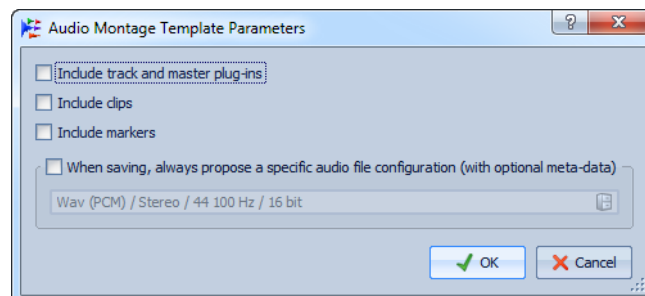 Audio Montage Template Parameters
Include track and master plug-ins
Include clips
Include markers
When saving, always propose a specific audio file configuration (with optional meta-data)
Wav (PCM) / Stereo / 44 100 Hz / 16 bit
OK
Cancel